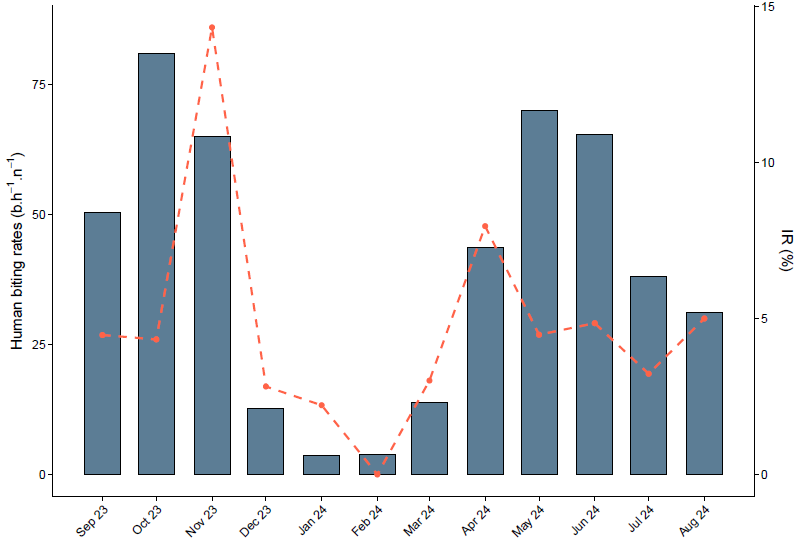 Human biting rates (b.h⁻¹.n⁻¹)
75
50
25
0
15
10
5
0
IR (%)
Sep 23
Oct 23
Nov 23
Dec 23
Jan 24
Feb 24
Mar 24
Apr 24
May 24
Jun 24
Jul 24
Aug 24